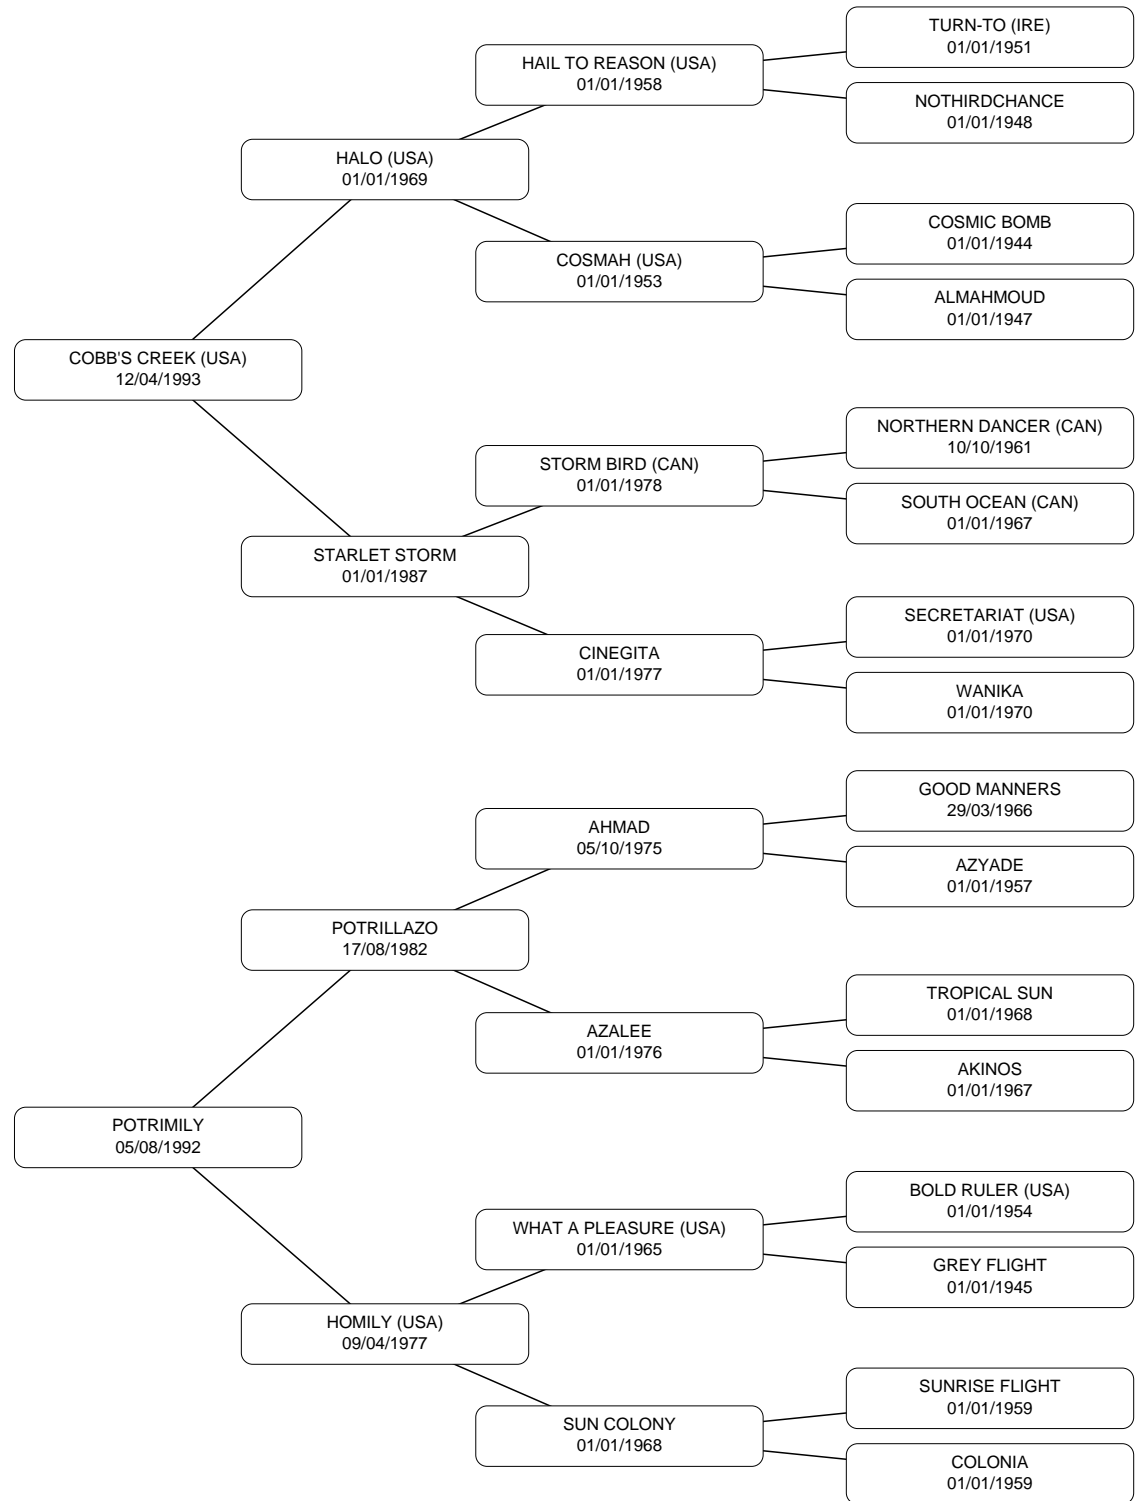 TURN-TO (IRE)
01/01/1951
HAIL TO REASON (USA)
01/01/1958
NOTHIRDCHANCE
01/01/1948
HALO (USA)
01/01/1969
COSMIC BOMB
01/01/1944
COSMAH (USA)
01/01/1953
ALMAHMOUD
01/01/1947
COBB'S CREEK (USA)
12/04/1993
NORTHERN DANCER (CAN)
10/10/1961
STORM BIRD (CAN)
01/01/1978
SOUTH OCEAN (CAN)
01/01/1967
STARLET STORM
01/01/1987
SECRETARIAT (USA)
01/01/1970
CINEGITA
01/01/1977
WANIKA
01/01/1970
GOOD MANNERS
29/03/1966
AHMAD
05/10/1975
AZYADE
01/01/1957
POTRILLAZO
17/08/1982
TROPICAL SUN
01/01/1968
AZALEE
01/01/1976
AKINOS
01/01/1967
POTRIMILY
05/08/1992
BOLD RULER (USA)
01/01/1954
WHAT A PLEASURE (USA)
01/01/1965
GREY FLIGHT
01/01/1945
HOMILY (USA)
09/04/1977
SUNRISE FLIGHT
01/01/1959
SUN COLONY
01/01/1968
COLONIA
01/01/1959